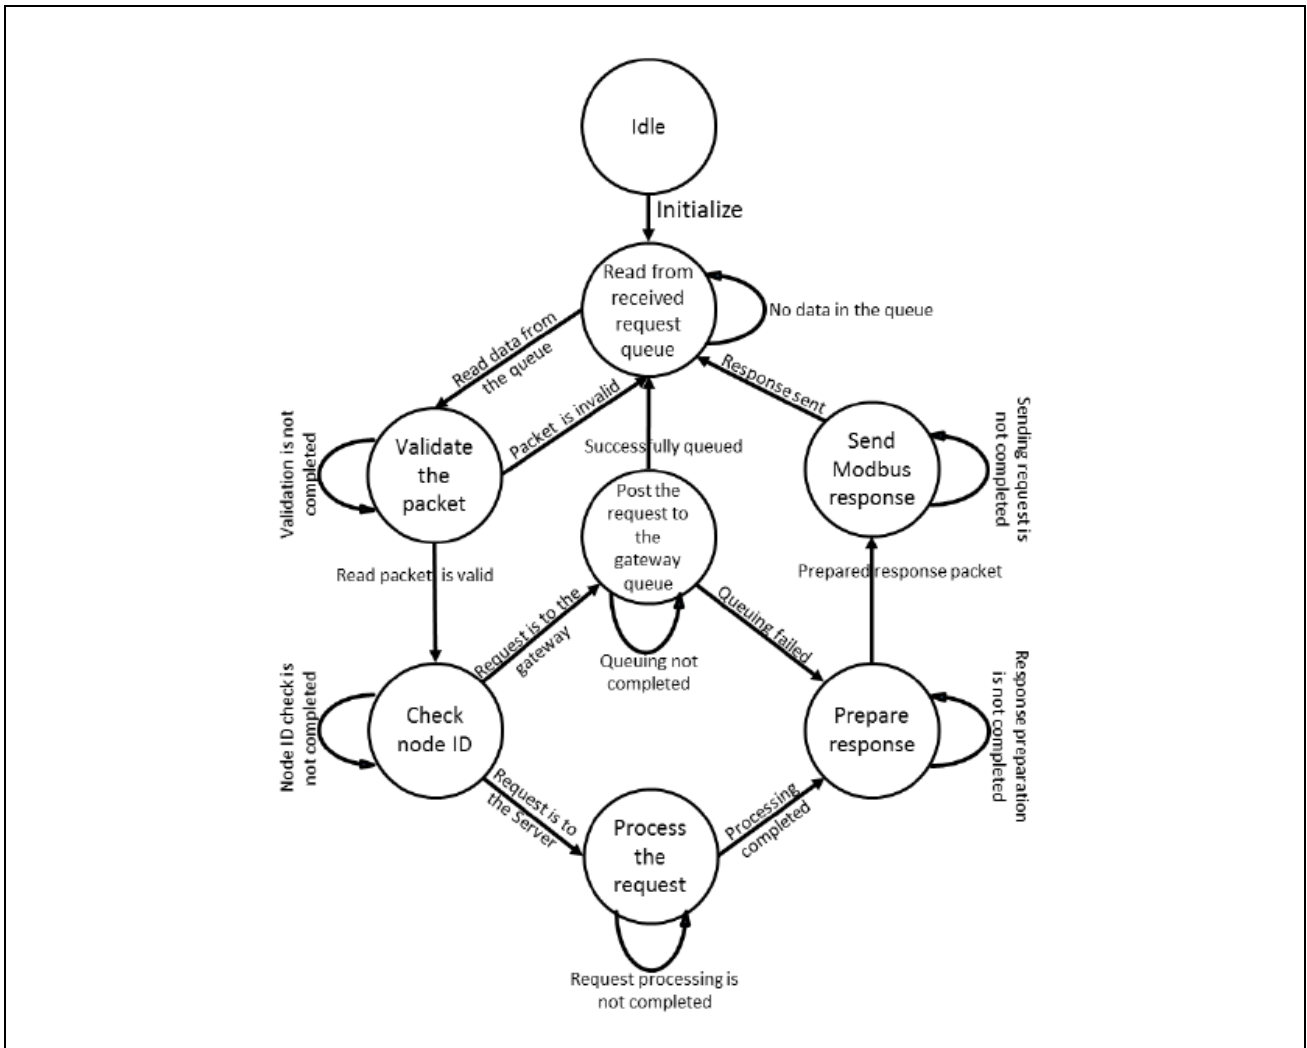 Idle
Initialize
Read from
received
request
queue
No data in the queue
Read data from
the queue
Packet is invalid
Response sent
Successfully queued
Validation is not
completed
Validate
the
packet
Send
Modbus
response
Sending request is
not completed
Post the
request to
the
gateway
queue
Read packet is valid
Prepared response packet
Request is to the
gateway
Queuing failed
Queuing not
completed
Node ID check is
not completed
Check
node ID
Prepare
response
Response preparation
is not completed
Request is to
the Server
Processing
completed
Process
the
request
Request processing is
not completed